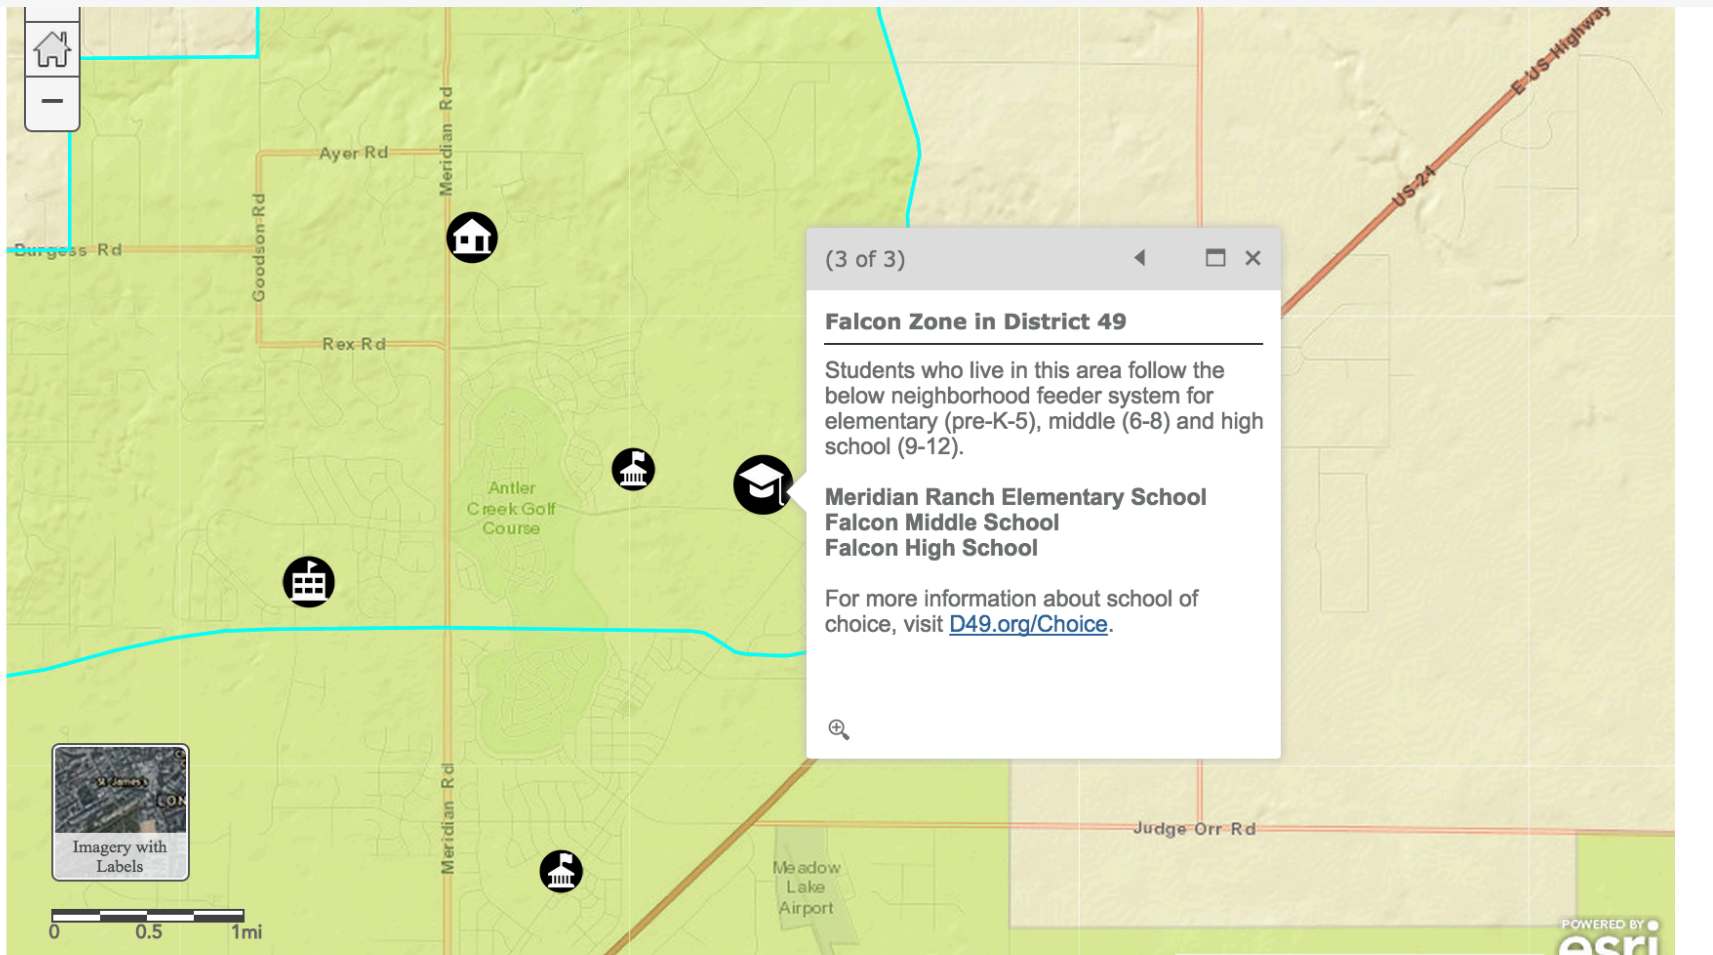 E US Highway
Meridian Rd
Ayer Rd
US-24
Goodson Rd
Burgess Rd
(3 of 3)
Falcon Zone in District 49
Rex Rd
Students who live in this area follow the
below neighborhood feeder system for
elementary (pre-K-5), middle (6-8) and high
school (9-12).
Antler
Creek Golf
Course
Meridian Ranch Elementary School
Falcon Middle School
Falcon High School
For more information about school of
choice, visit D49.org/Choice.
St James's
LON
Imagery with
Labels
Meridian Rd
Judge Orr Rd
Meadow
Lake
Airport
0 0.5 1mi
POWERED BY
esri